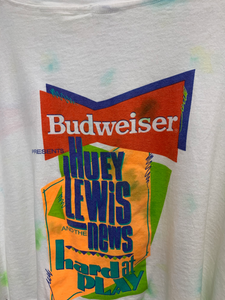 Budweiser
PRESENTS
HUEY
LEWIS
AND THE news
hard at
PLAY